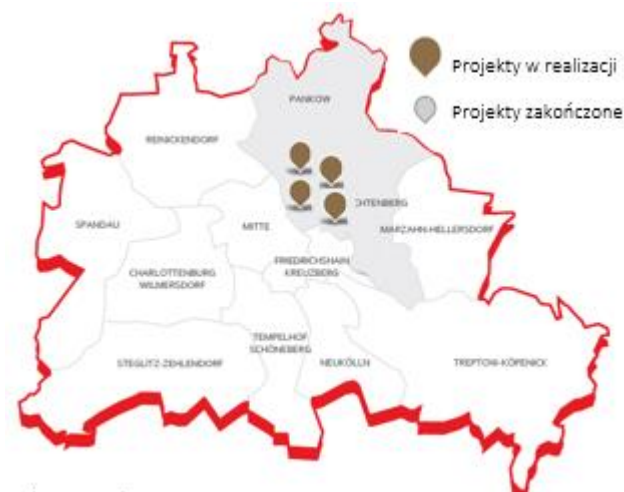 Projekty w realizacji
Projekty zakończone
PANKOW
REINICKENDORF
CHTENBERG
SPANDAU
MITTE
MARZAHN-HELLERSDORF
FRIEDRICHSHAIN
KREUZBERG
CHARLOTTENBURG
WILMERSDORF
TEMPELHOF
SCHÖNEBERG
STEGLITZ-ZEHLENDORF
NEUKÖLLN
TREPTOW-KÖPENICK